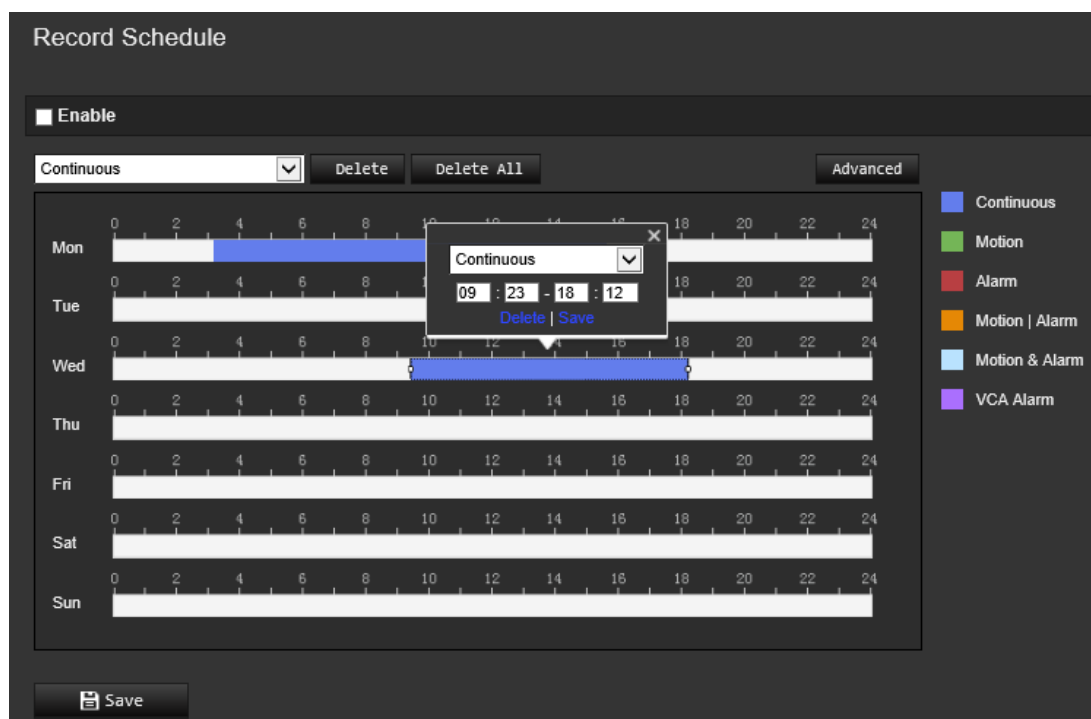 Record Schedule
Enable
Continuous Delete Delete All Advanced
Continuous
Motion
Alarm
Motion | Alarm
Motion & Alarm
VCA Alarm
0 2 4 6 8 18 20 22 24
Mon
Continuous
0 2 4 6 8 18 20 22 24
Tue
09 : 23 - 18 : 12
Delete | Save
0 2 4 6 8 10 12 16 18 20 22 24
Wed
0 2 4 6 8 10 12 14 16 18 20 22 24
Thu
0 2 4 6 8 10 12 14 16 18 20 22 24
Fri
0 2 4 6 8 10 12 14 16 18 20 22 24
Sat
0 2 4 6 8 10 12 14 16 18 20 22 24
Sun
Save